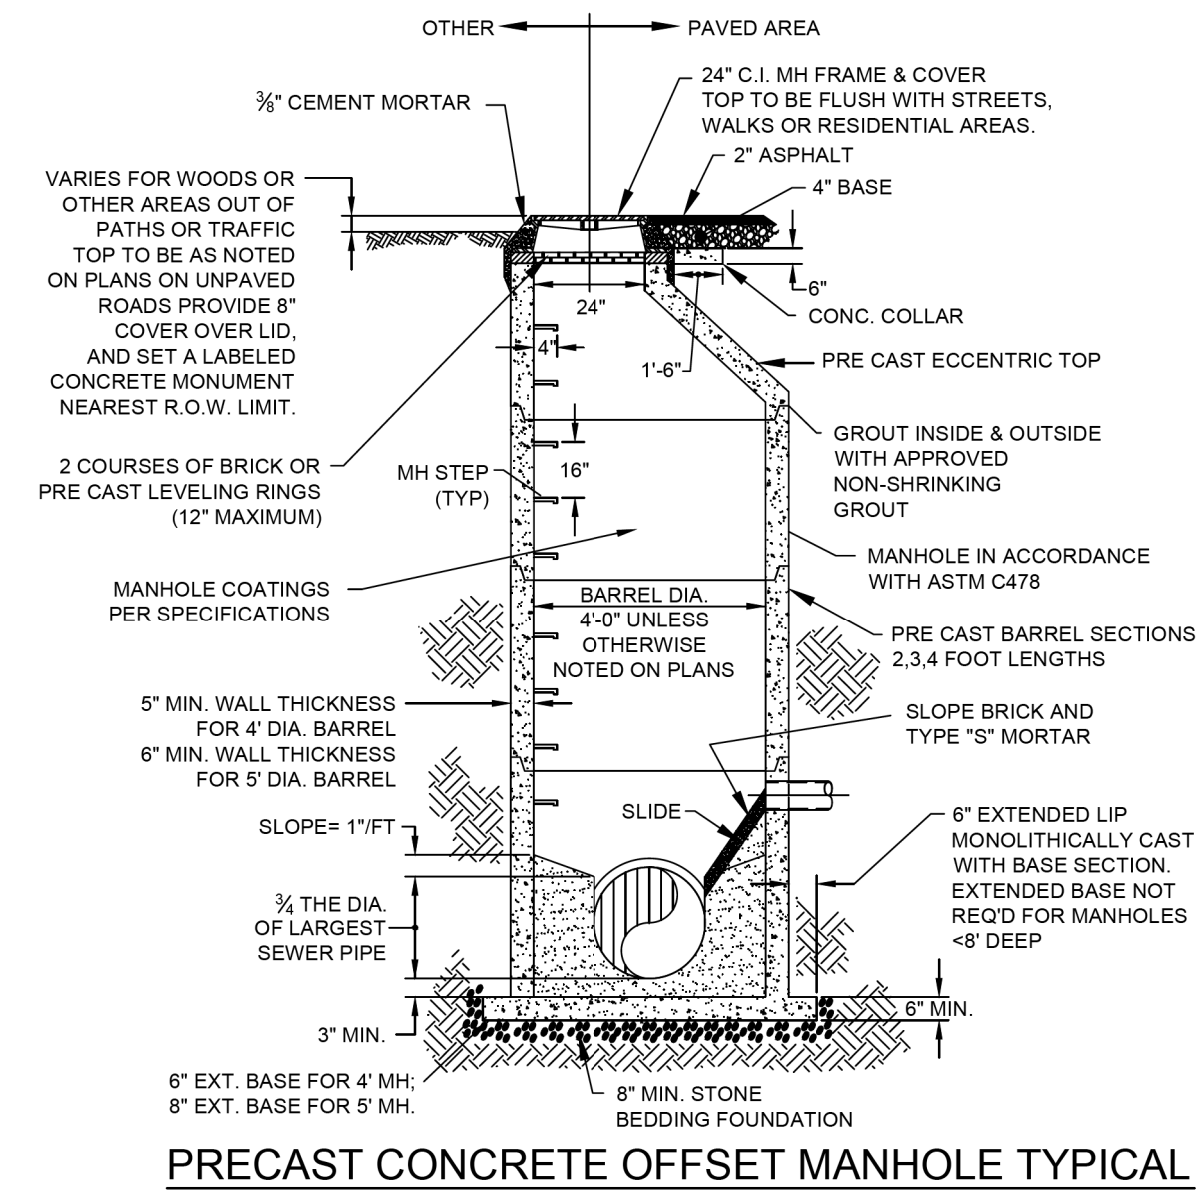 OTHER
PAVED AREA
24" C.I. MH FRAME & COVER
TOP TO BE FLUSH WITH STREETS,
WALKS OR RESIDENTIAL AREAS.
⅜" CEMENT MORTAR
2" ASPHALT
4" BASE
VARIES FOR WOODS OR
OTHER AREAS OUT OF
PATHS OR TRAFFIC
TOP TO BE AS NOTED
ON PLANS ON UNPAVED
ROADS PROVIDE 8"
COVER OVER LID,
AND SET A LABELED
CONCRETE MONUMENT
NEAREST R.O.W. LIMIT.
6"
24"
CONC. COLLAR
4"
1'-6"
PRE CAST ECCENTRIC TOP
GROUT INSIDE & OUTSIDE
WITH APPROVED
NON-SHRINKING
GROUT
2 COURSES OF BRICK OR
PRE CAST LEVELING RINGS
(12" MAXIMUM)
MH STEP
(TYP)
16"
MANHOLE IN ACCORDANCE
WITH ASTM C478
MANHOLE COATINGS
PER SPECIFICATIONS
BARREL DIA.
4'-0" UNLESS
OTHERWISE
NOTED ON PLANS
PRE CAST BARREL SECTIONS
2,3,4 FOOT LENGTHS
5" MIN. WALL THICKNESS
FOR 4' DIA. BARREL
6" MIN. WALL THICKNESS
FOR 5' DIA. BARREL
SLOPE BRICK AND
TYPE "S" MORTAR
SLIDE
SLOPE= 1"/FT
6" EXTENDED LIP
MONOLITHICALLY CAST
WITH BASE SECTION.
EXTENDED BASE NOT
REQ'D FOR MANHOLES
<8' DEEP
¾ THE DIA.
OF LARGEST
SEWER PIPE
6" MIN.
3" MIN.
6" EXT. BASE FOR 4' MH;
8" EXT. BASE FOR 5' MH.
8" MIN. STONE
BEDDING FOUNDATION
PRECAST CONCRETE OFFSET MANHOLE TYPICAL